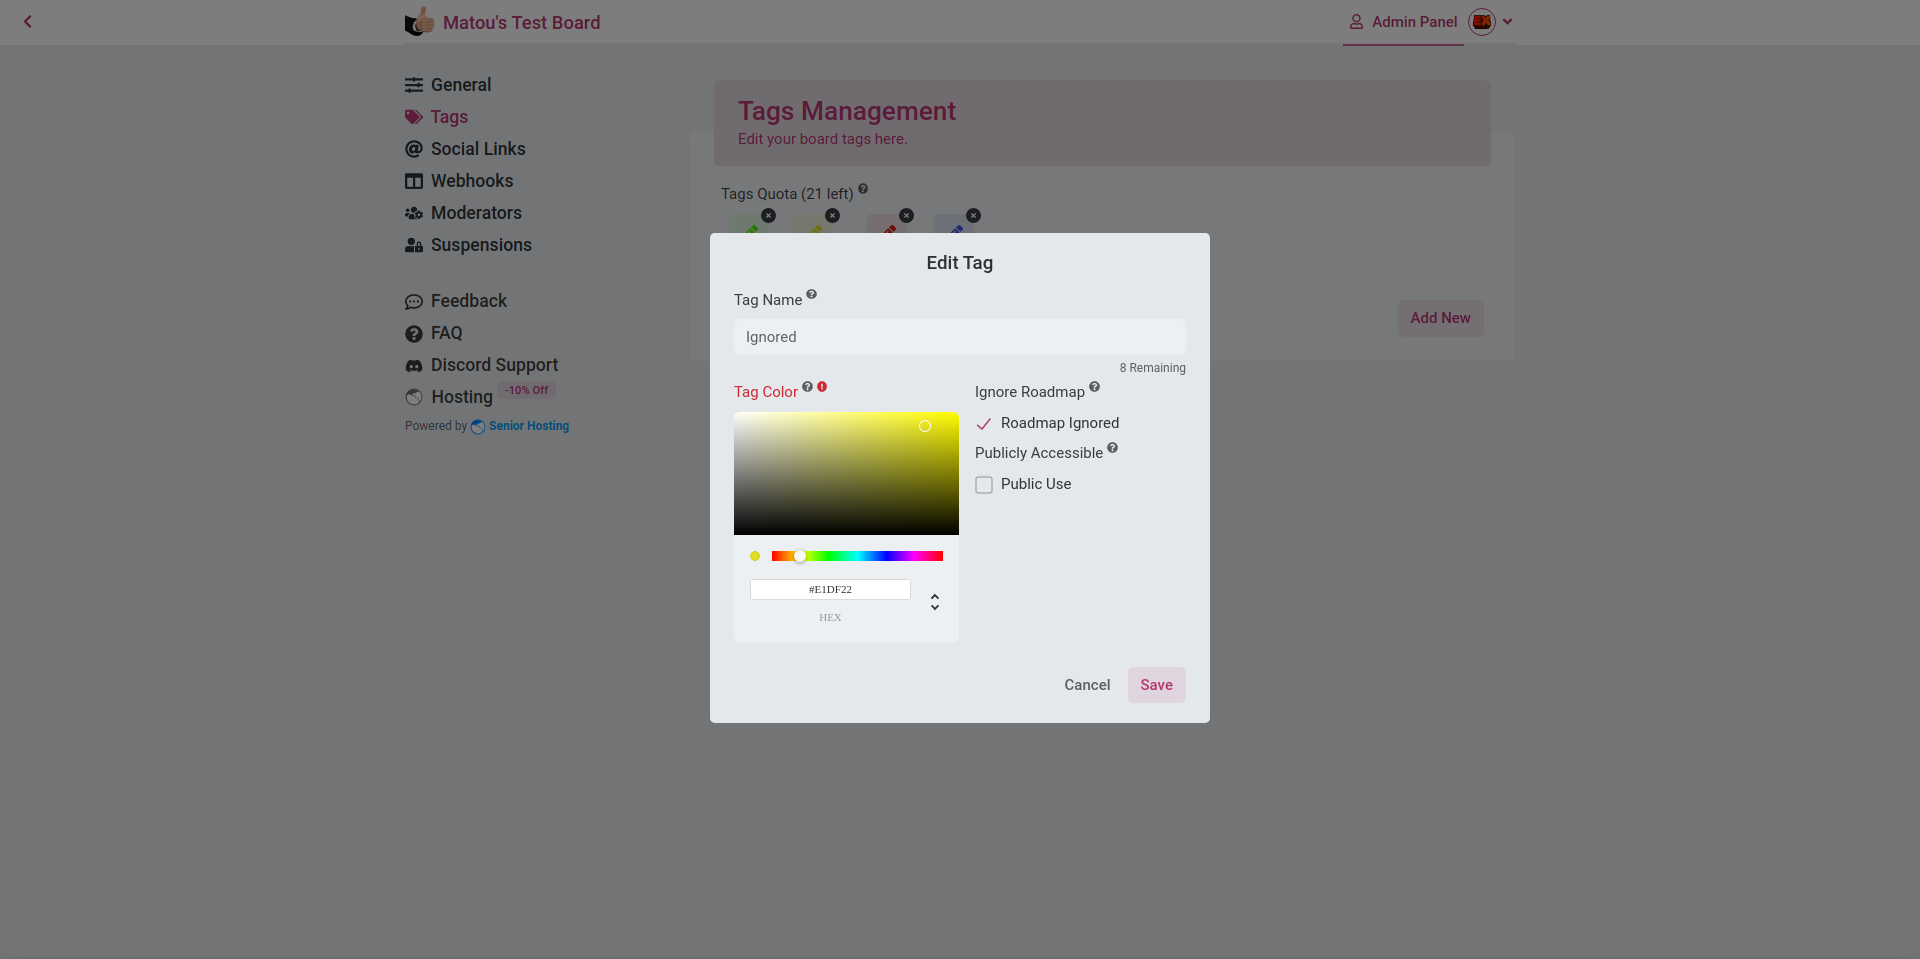 Matou's Test Board
Admin Panel
General
Tags
Social Links
Webhooks
Moderators
Suspensions
Feedback
FAQ
Discord Support
Hosting -10% Off
Powered by Senior Hosting
Tags Management
Edit your board tags here.
Tags Quota (21 left)
Add New
Edit Tag
Tag Name
Ignored
8 Remaining
Tag Color
#E1DF22
HEX
Ignore Roadmap
Roadmap Ignored
Publicly Accessible
Public Use
Cancel
Save